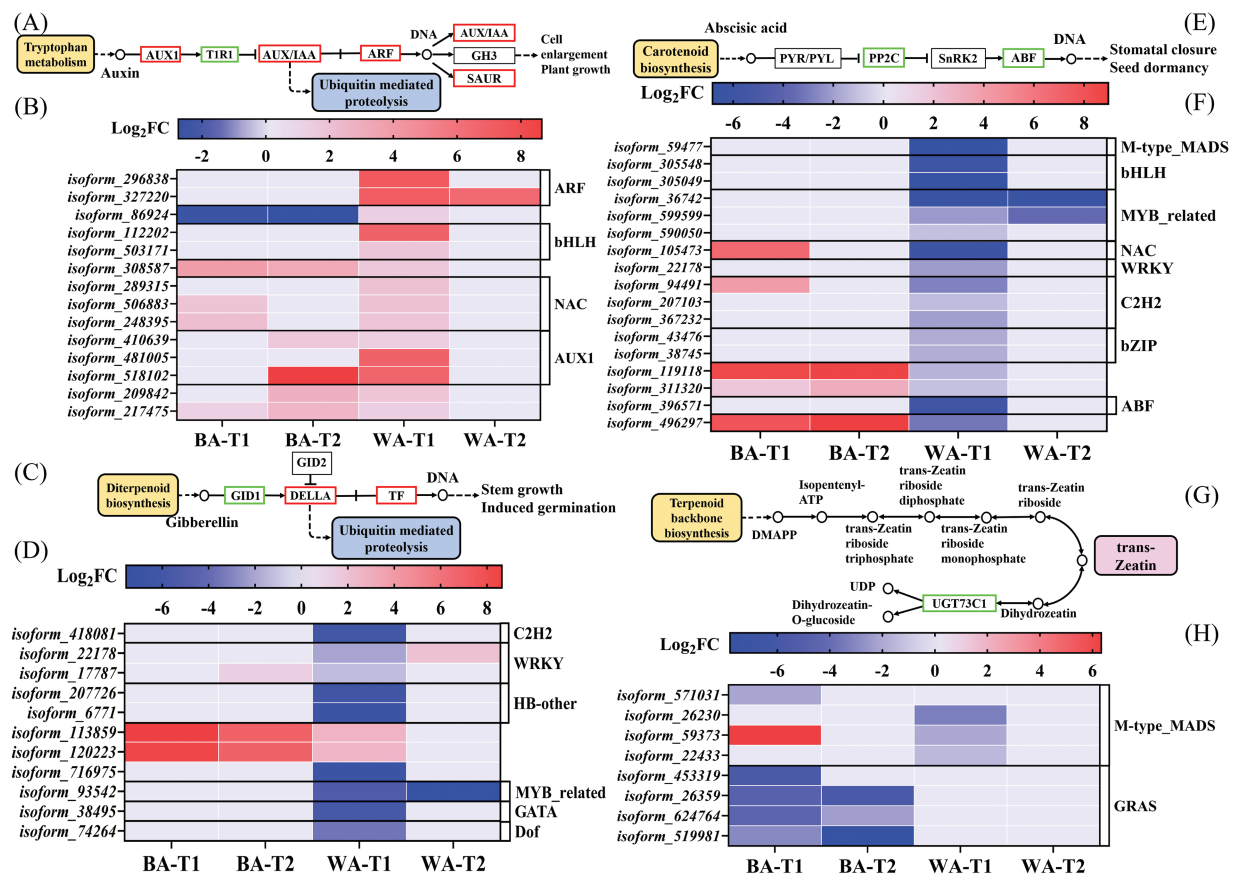 (A)
Tryptophan
metabolism
Auxin
AUX1
T1R1
AUX/IAA
ARF
DNA
AUX/IAA
GH3
SAUR
Cell
enlargement
Plant growth
Ubiquitin mediated
proteolysis
(B)
Log2FC
-2 0 2 4 6 8
isoform_296838
isoform_327220
isoform_86924
isoform_112202
isoform_503171
isoform_308587
isoform_289315
isoform_506883
isoform_248395
isoform_410639
isoform_481005
isoform_518102
isoform_209842
isoform_217475
ARF
bHLH
NAC
AUX1
BA-T1 BA-T2 WA-T1 WA-T2
(C)
Diterpenoid
biosynthesis
Gibberellin
GID1
GID2
DELLA
TF
DNA
Stem growth
Induced germination
Ubiquitin mediated
proteolysis
(D)
Log2FC
-6 -4 -2 0 2 4 6 8
isoform_418081
isoform_22178
isoform_17787
isoform_207726
isoform_6771
isoform_113859
isoform_120223
isoform_716975
isoform_93542
isoform_38495
isoform_74264
C2H2
WRKY
HB-other
MYB_related
GATA
Dof
BA-T1 BA-T2 WA-T1 WA-T2
(E)
Abscisic acid
Carotenoid
biosynthesis
PYR/PYL
PP2C
SnRK2
ABF
DNA
Stomatal closure
Seed dormancy
(F)
Log2FC
-6 -4 -2 0 2 4 6 8
isoform_59477
isoform_305548
isoform_305049
isoform_36742
isoform_599599
isoform_590050
isoform_105473
isoform_22178
isoform_94491
isoform_207103
isoform_367232
isoform_43476
isoform_38745
isoform_119118
isoform_311320
isoform_396571
isoform_496297
M-type_MADS
bHLH
MYB_related
NAC
WRKY
C2H2
bZIP
ABF
BA-T1 BA-T2 WA-T1 WA-T2
(G)
Terpenoid
backbone
biosynthesis
DMAPP
Isopentenyl-
ATP
trans-Zeatin
riboside
triphosphate
trans-Zeatin
riboside
diphosphate
trans-Zeatin
riboside
monophosphate
trans-Zeatin
riboside
trans-
Zeatin
Dihydrozeatin
UGT73C1
UDP
Dihydrozeatin-
O-glucoside
(H)
Log2FC
-6 -4 -2 0 2 4 6
isoform_571031
isoform_26230
isoform_59373
isoform_22433
isoform_453319
isoform_26359
isoform_624764
isoform_519981
M-type_MADS
GRAS
BA-T1 BA-T2 WA-T1 WA-T2